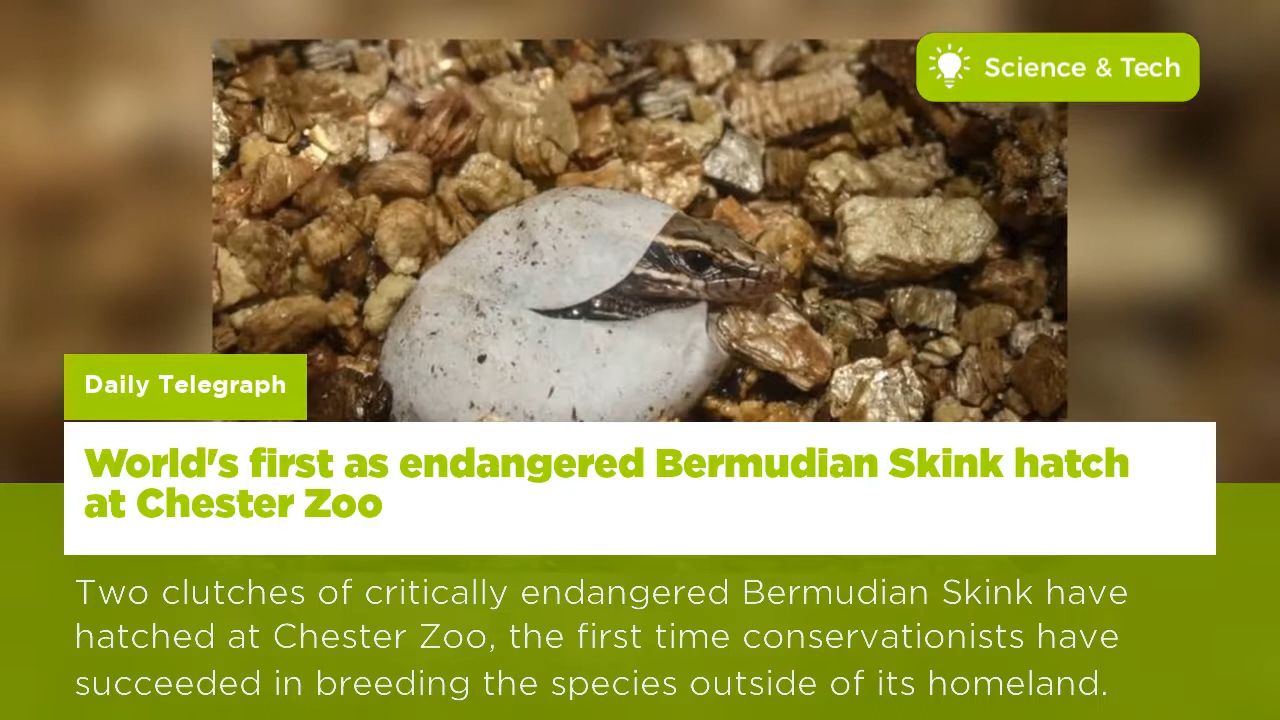 Science & Tech
Daily Telegraph
World's first as endangered Bermudian Skink hatch
at Chester Zoo
Two clutches of critically endangered Bermudian Skink have
hatched at Chester Zoo, the first time conservationists have
succeeded in breeding the species outside of its homeland.